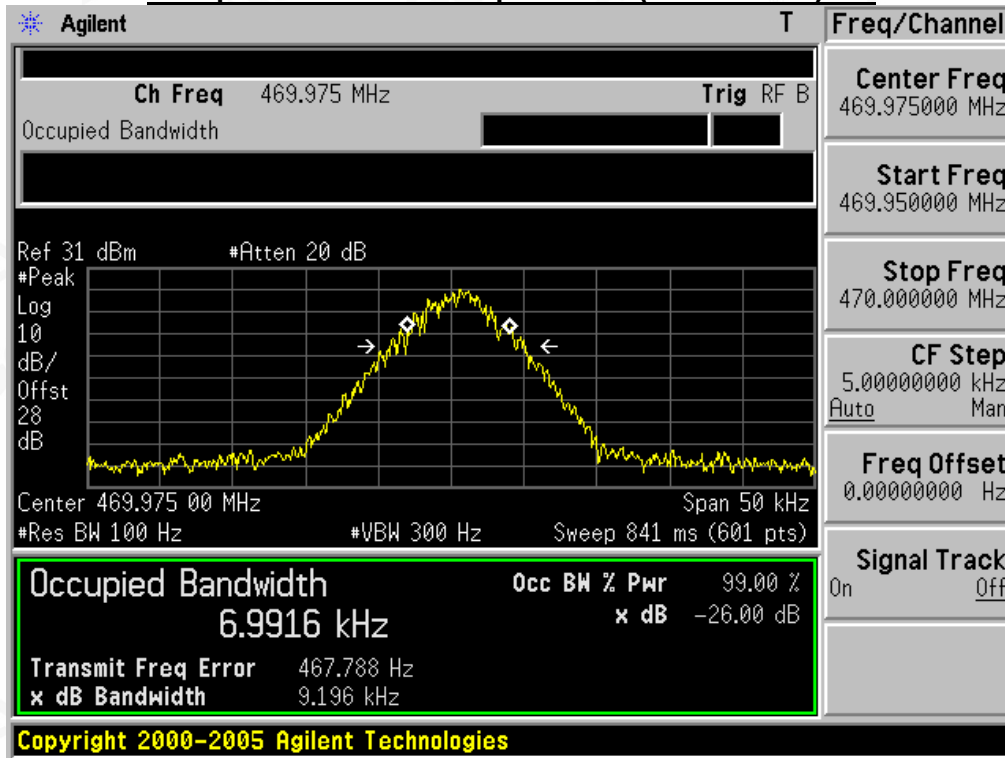 Agilent T
Freq/Channel
Ch Freq 469.975 MHz Trig RF B
Occupied Bandwidth
Center Freq
469.975000 MHz
Start Freq
469.950000 MHz
Stop Freq
470.000000 MHz
CF Step
5.00000000 kHz
Auto Man
Freq Offset
0.00000000 Hz
Signal Track
On Off
Ref 31 dBm #Atten 20 dB
#Peak
Log
10
dB/
Offst
28
dB
Center 469.975 00 MHz Span 50 kHz
#Res BW 100 Hz #VBW 300 Hz Sweep 841 ms (601 pts)
Occupied Bandwidth Occ BW % Pwr 99.00 %
6.9916 kHz x dB -26.00 dB
Transmit Freq Error 467.788 Hz
x dB Bandwidth 9.196 kHz
Copyright 2000-2005 Agilent Technologies